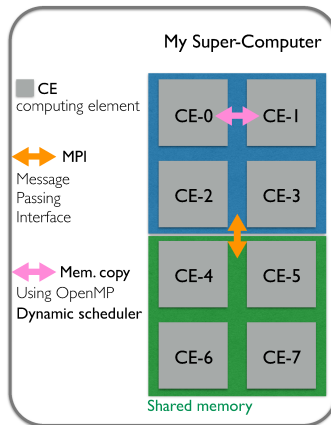 My Super-Computer
CE
computing element
MPI
Message
Passing
Interface
Mem. copy
Using OpenMP
Dynamic scheduler
CE-0
CE-1
CE-2
CE-3
CE-4
CE-5
CE-6
CE-7
Shared memory